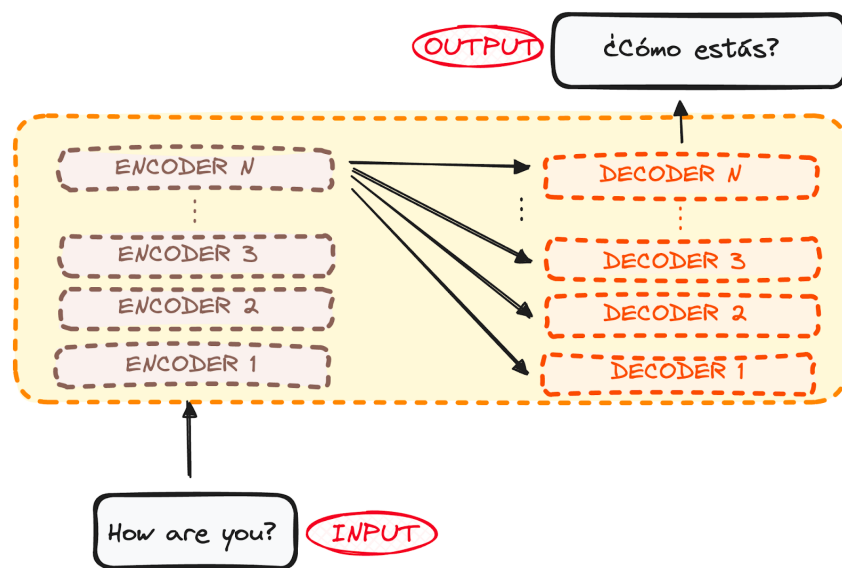 OUTPUT
¿Cómo estás?
ENCODER N
DECODER N
ENCODER 3
DECODER 3
ENCODER 2
DECODER 2
ENCODER 1
DECODER 1
How are you?
INPUT